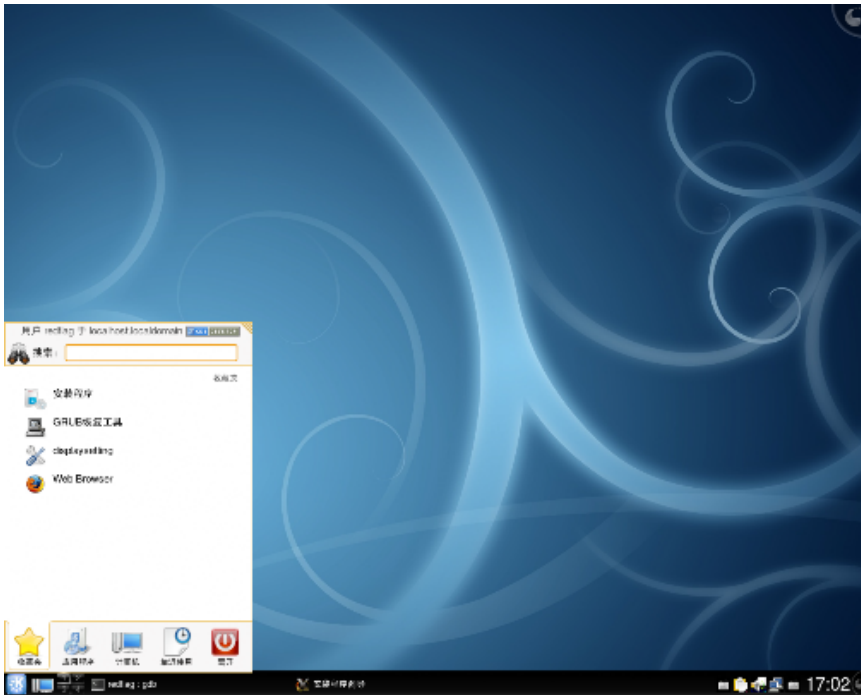 用户 redflag 于 localhost.localdomain
搜索：
收藏夹
安装程序
GRUB恢复工具
displaysetting
Web Browser
收藏夹
应用程序
计算机
最近使用
离开
redflag : gdb
17:02